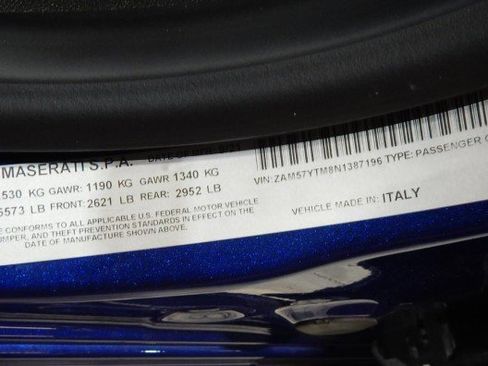 MASERATI S.P.A.
530 KG GAWR: 1190 KG GAWR 1340 KG
5573 LB FRONT: 2621 LB REAR: 2952 LB
E CONFORMS TO ALL APPLICABLE U.S. FEDERAL MOTOR VEHICLE
UMPER, AND THEFT PREVENTION STANDARDS IN EFFECT ON THE
DATE OF MANUFACTURE SHOWN ABOVE.
VIN: ZAM57YTM8N1387196 TYPE: PASSENGER
VEHICLE MADE IN: ITALY